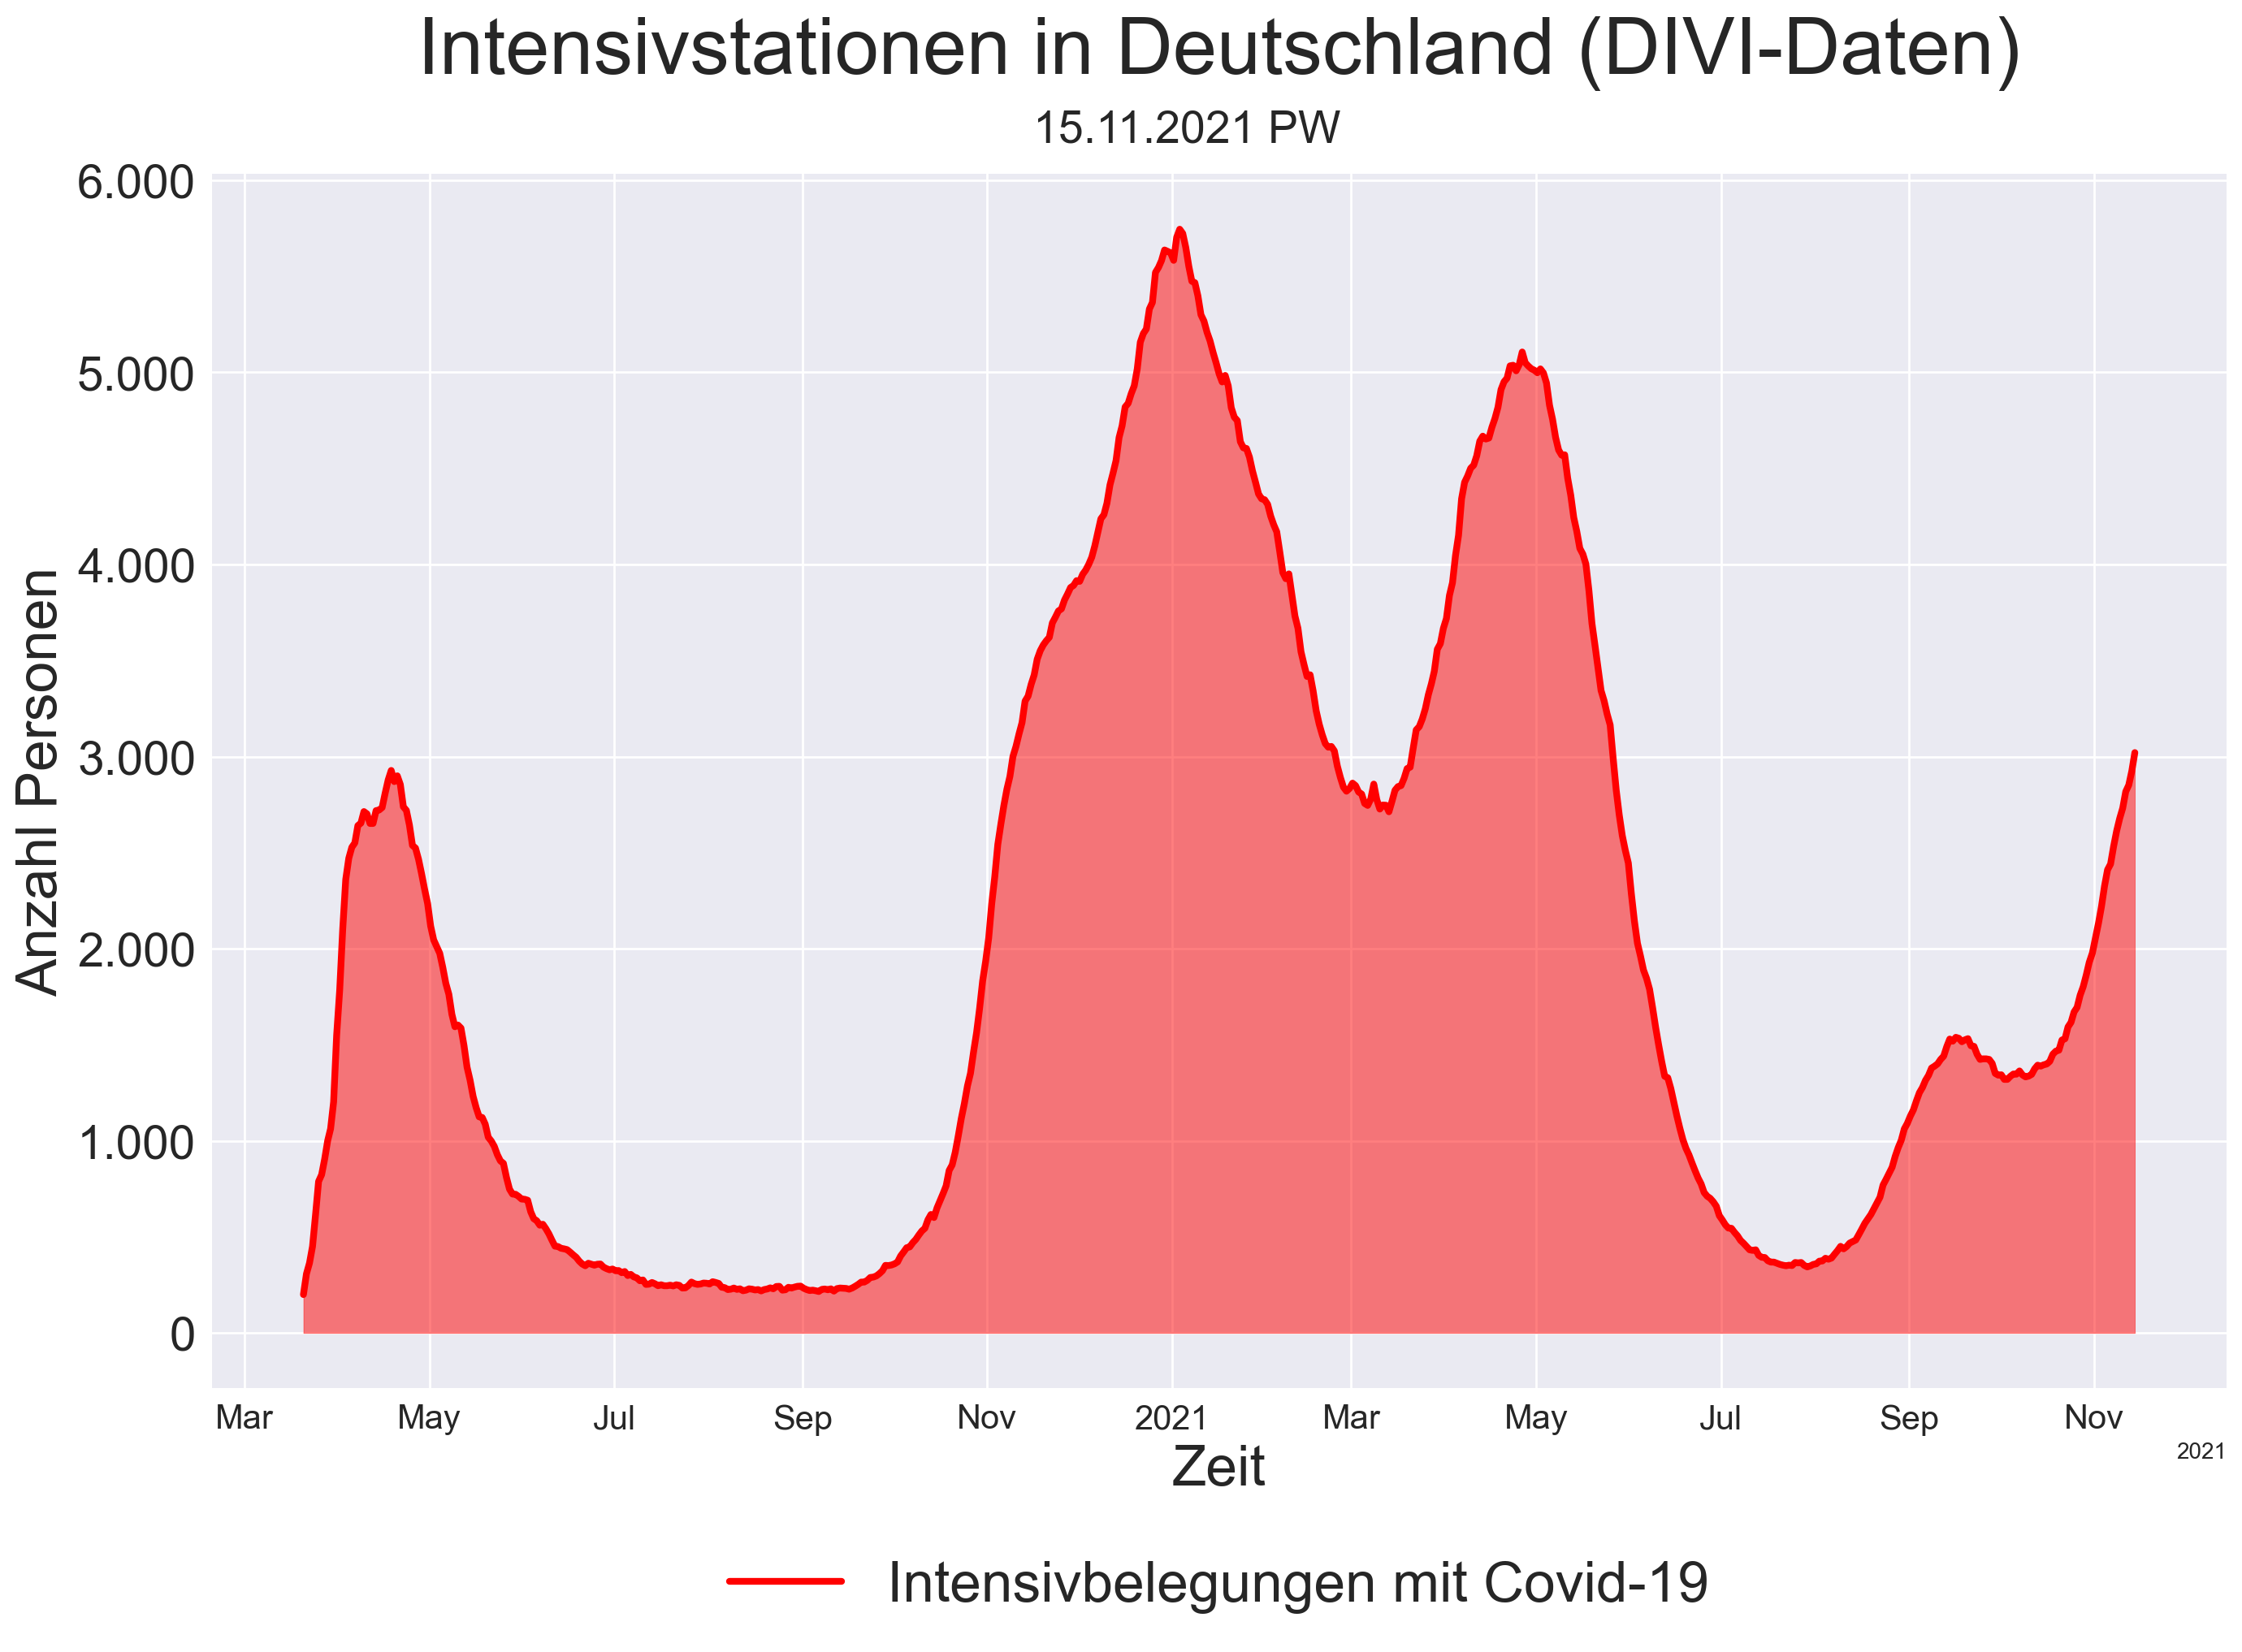 Intensivstationen in Deutschland (DIVI-Daten)
15.11.2021 PW
Anzahl Personen
6.000
5.000
4.000
3.000
2.000
1.000
0
Mar May Jul Sep Nov 2021 Mar May Jul Sep Nov
2021
Zeit
Intensivbelegungen mit Covid-19